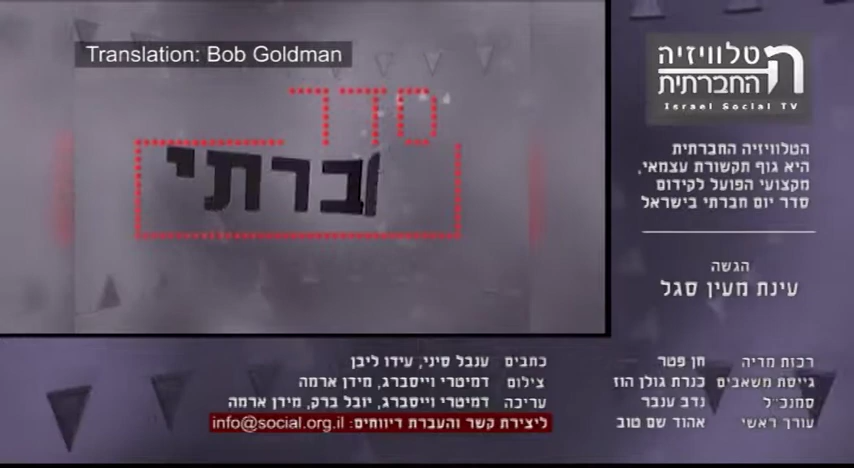 Translation: Bob Goldman
סדר
חברתי
הטלוויזיה
החברתית
Israel Social TV
הטלוויזיה החברתית
היא גוף תקשורת עצמאי,
מקצועי הפועל לקידום
סדר יום חברתי בישראל
הגשה
עינת מעין סגל
רכזת מדיה חן פטר
גייסת משאבים כנרת גולן הוז
סמנכ״ל נדב ענבר
עורך ראשי אהוד שם טוב
כתבים ענבל סיני, עידו ליבן
צילום דמיטרי וייסברג, מידן ארמה
עריכה דמיטרי וייסברג, יובל ברק, מידן ארמה
ליצירת קשר והעברת דיווחים: info@social.org.il